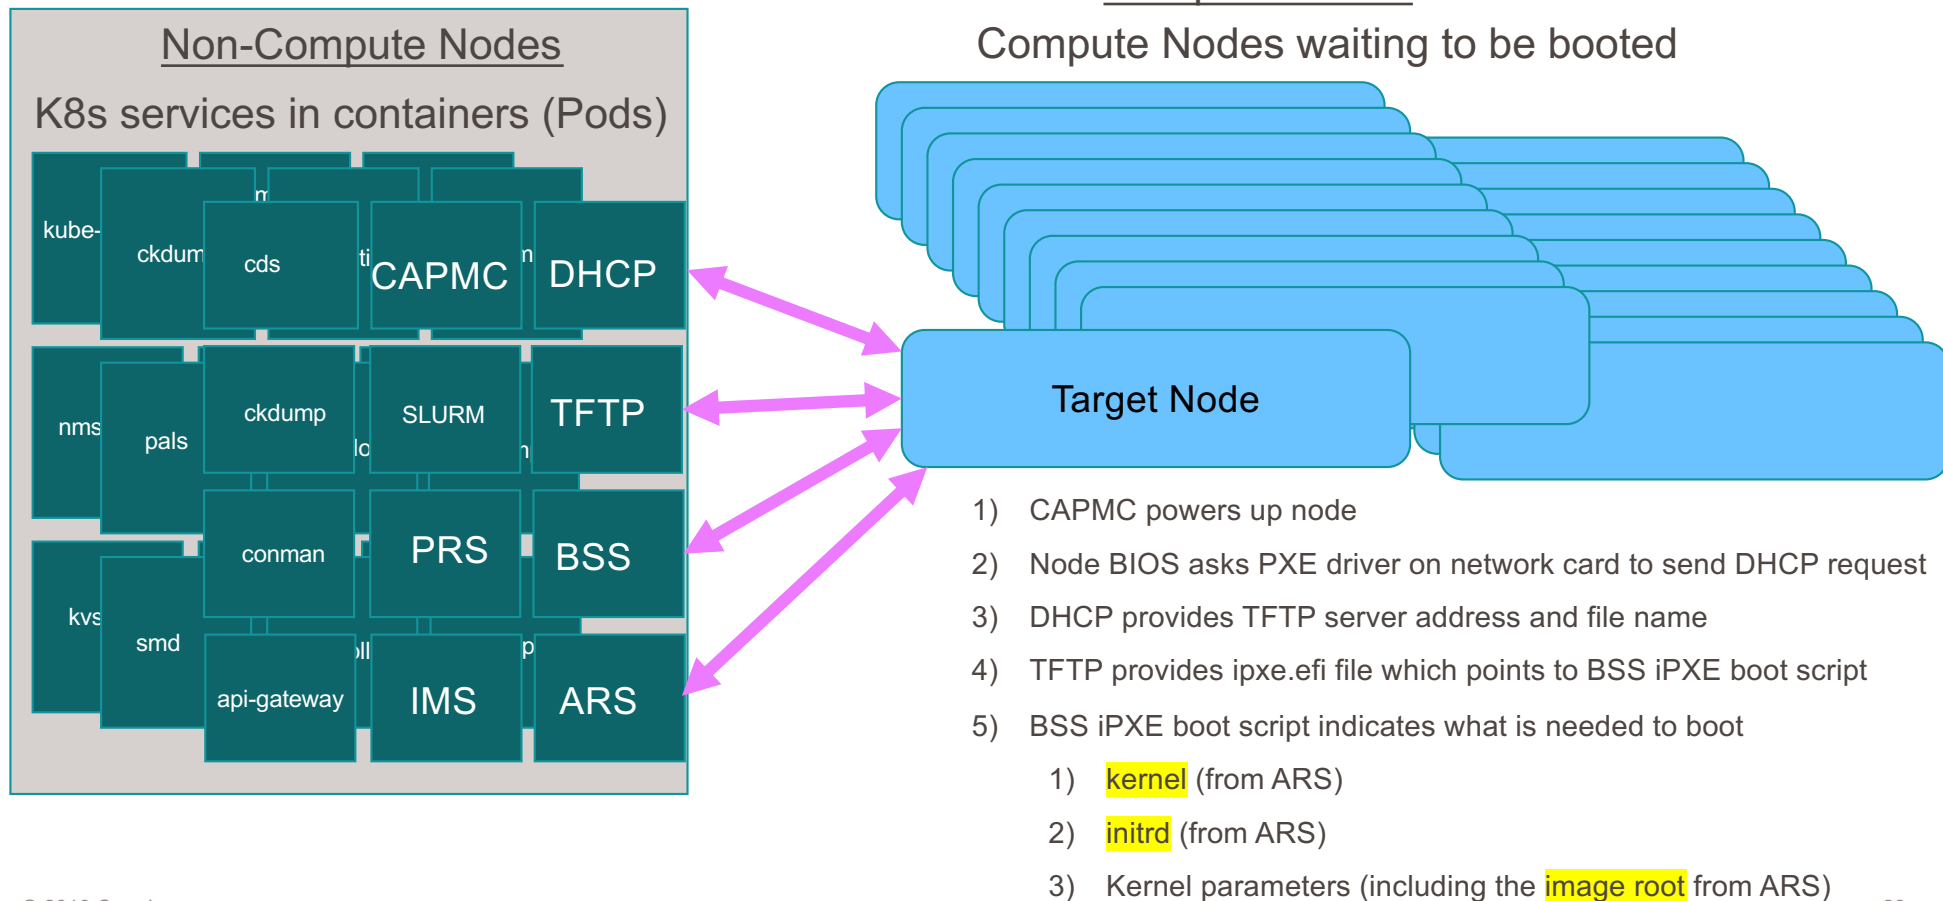 Non-Compute Nodes
K8s services in containers (Pods)
kube-
ckdum
cds
CAPMC
DHCP
nms
pals
ckdump
SLURM
TFTP
conman
PRS
BSS
kvs
smd
api-gateway
IMS
ARS
Compute Nodes waiting to be booted
Target Node
1) CAPMC powers up node
2) Node BIOS asks PXE driver on network card to send DHCP request
3) DHCP provides TFTP server address and file name
4) TFTP provides ipxe.efi file which points to BSS iPXE boot script
5) BSS iPXE boot script indicates what is needed to boot
1) kernel (from ARS)
2) initrd (from ARS)
3) Kernel parameters (including the image root from ARS)